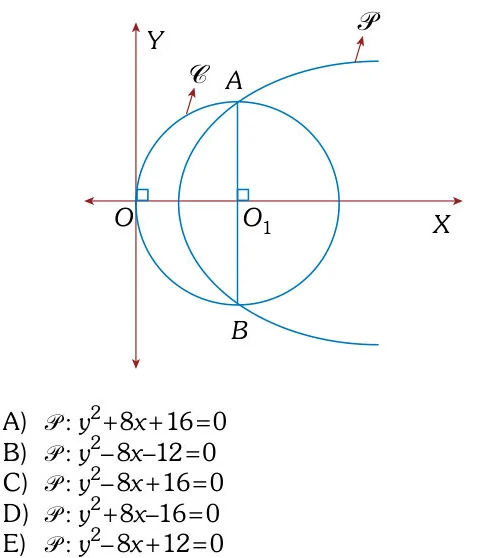 Y
𝒫
𝒞
A
O
O₁
X
B
A) 𝒫: y²+8x+16=0
B) 𝒫: y²–8x–12=0
C) 𝒫: y²–8x+16=0
D) 𝒫: y²+8x–16=0
E) 𝒫: y²–8x+12=0